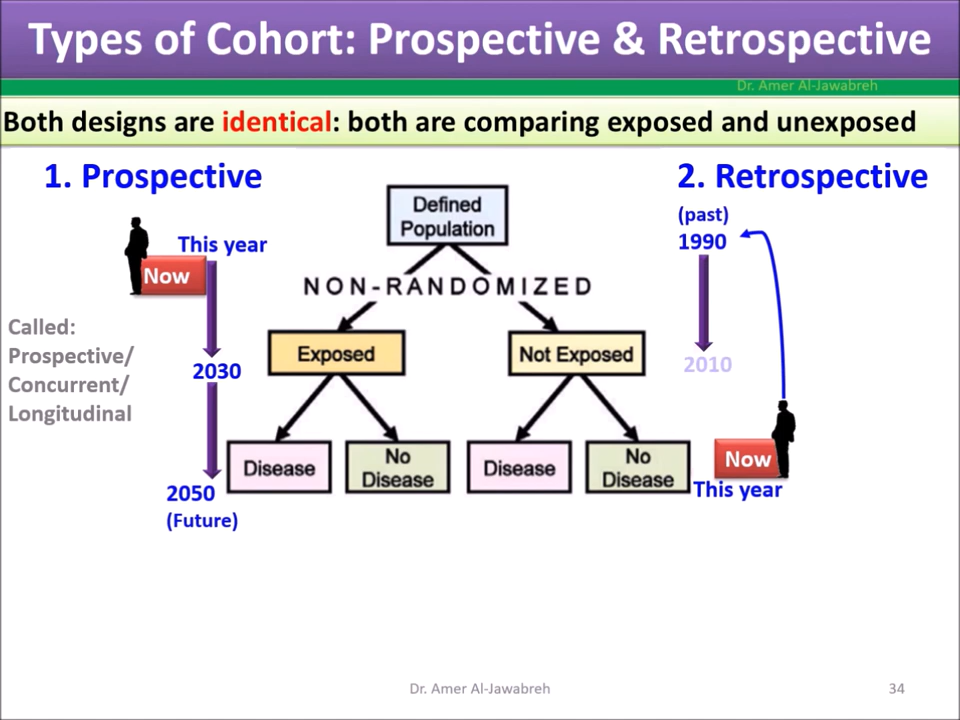 Types of Cohort: Prospective & Retrospective
Dr. Amer Al-Jawabreh
Both designs are identical: both are comparing exposed and unexposed
1. Prospective
This year
Now
Called:
Prospective/
Concurrent/
Longitudinal
2030
2050
(Future)
Defined
Population
NON-RANDOMIZED
Exposed
Not Exposed
Disease
No
Disease
Disease
No
Disease
2. Retrospective
(past)
1990
2010
Now
This year
Dr. Amer Al-Jawabreh
34